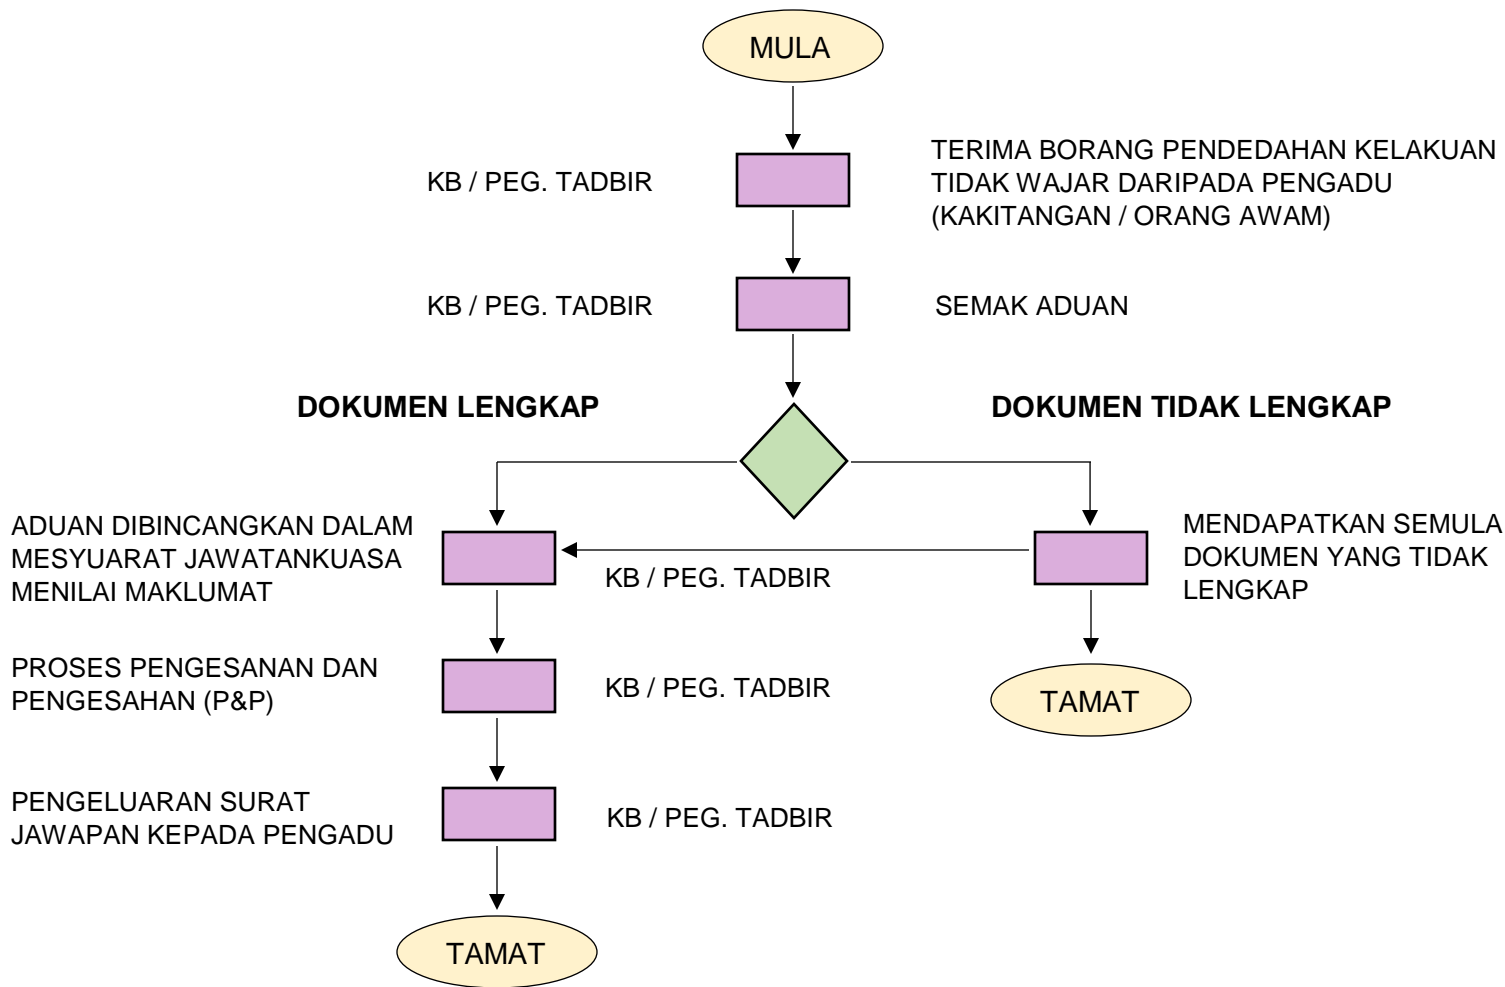 MULA
KB / PEG. TADBIR
TERIMA BORANG PENDEDAHAN KELAKUAN
TIDAK WAJAR DARIPADA PENGADU
(KAKITANGAN / ORANG AWAM)
KB / PEG. TADBIR
SEMAK ADUAN
DOKUMEN LENGKAP
DOKUMEN TIDAK LENGKAP
ADUAN DIBINCANGKAN DALAM
MESYUARAT JAWATANKUASA
MENILAI MAKLUMAT
KB / PEG. TADBIR
MENDAPATKAN SEMULA
DOKUMEN YANG TIDAK
LENGKAP
PROSES PENGESANAN DAN
PENGESAHAN (P&P)
KB / PEG. TADBIR
TAMAT
PENGELUARAN SURAT
JAWAPAN KEPADA PENGADU
KB / PEG. TADBIR
TAMAT